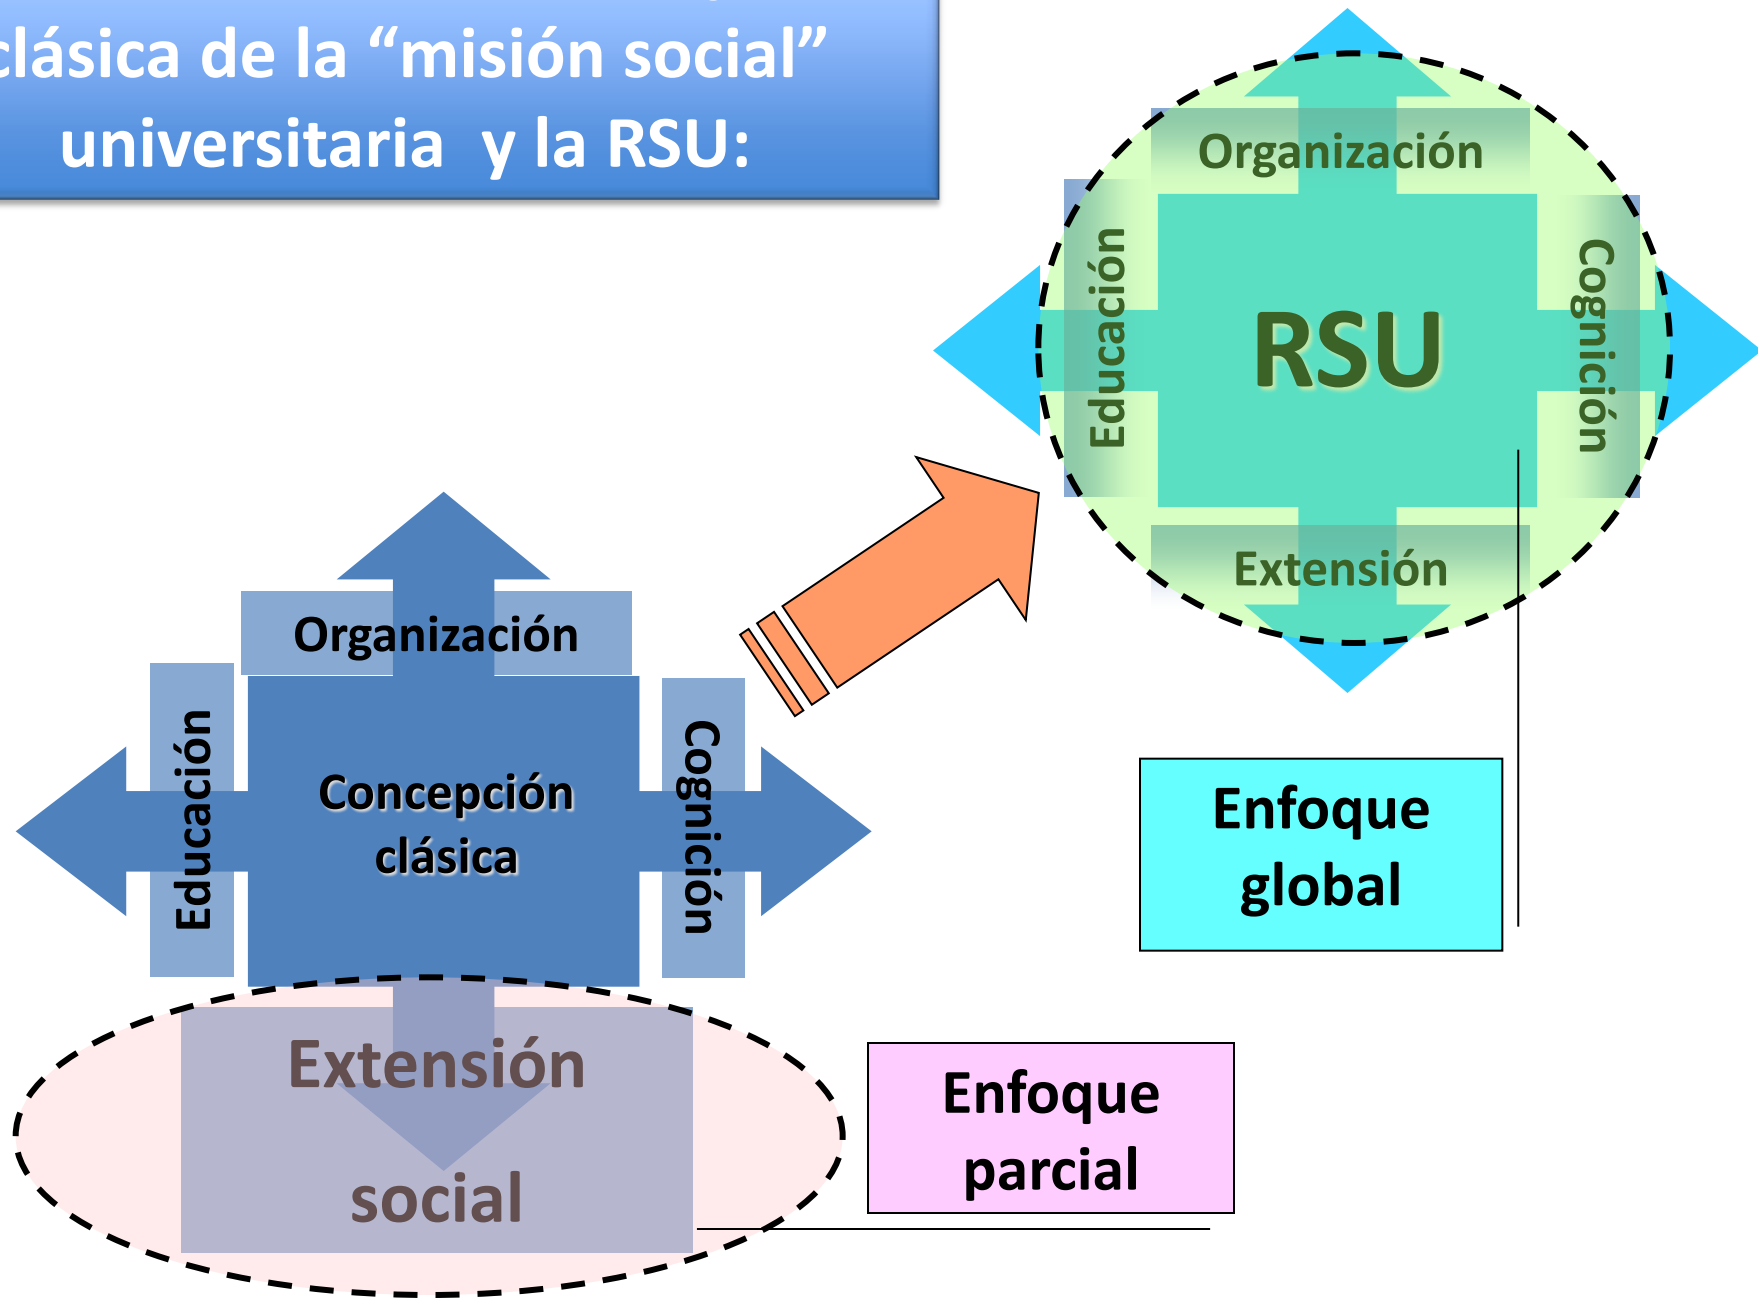 clásica de la “misión social”
universitaria y la RSU:
Organización
Educación
RSU
Cognición
Extensión
Organización
Educación
Concepción
clásica
Cognición
Extensión
social
Enfoque
global
Enfoque
parcial